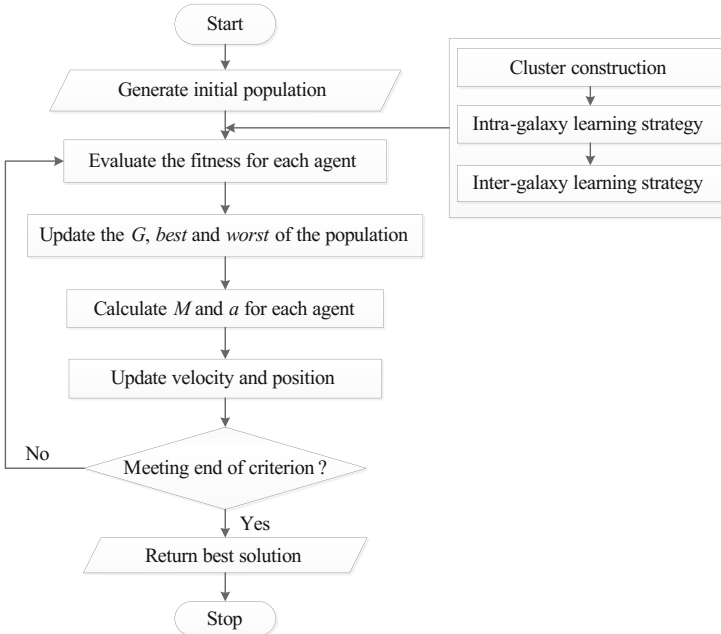 Start
Generate initial population
Evaluate the fitness for each agent
Update the G, best and worst of the population
Calculate M and a for each agent
Update velocity and position
Meeting end of criterion ?
No
Yes
Return best solution
Stop
Cluster construction
Intra-galaxy learning strategy
Inter-galaxy learning strategy